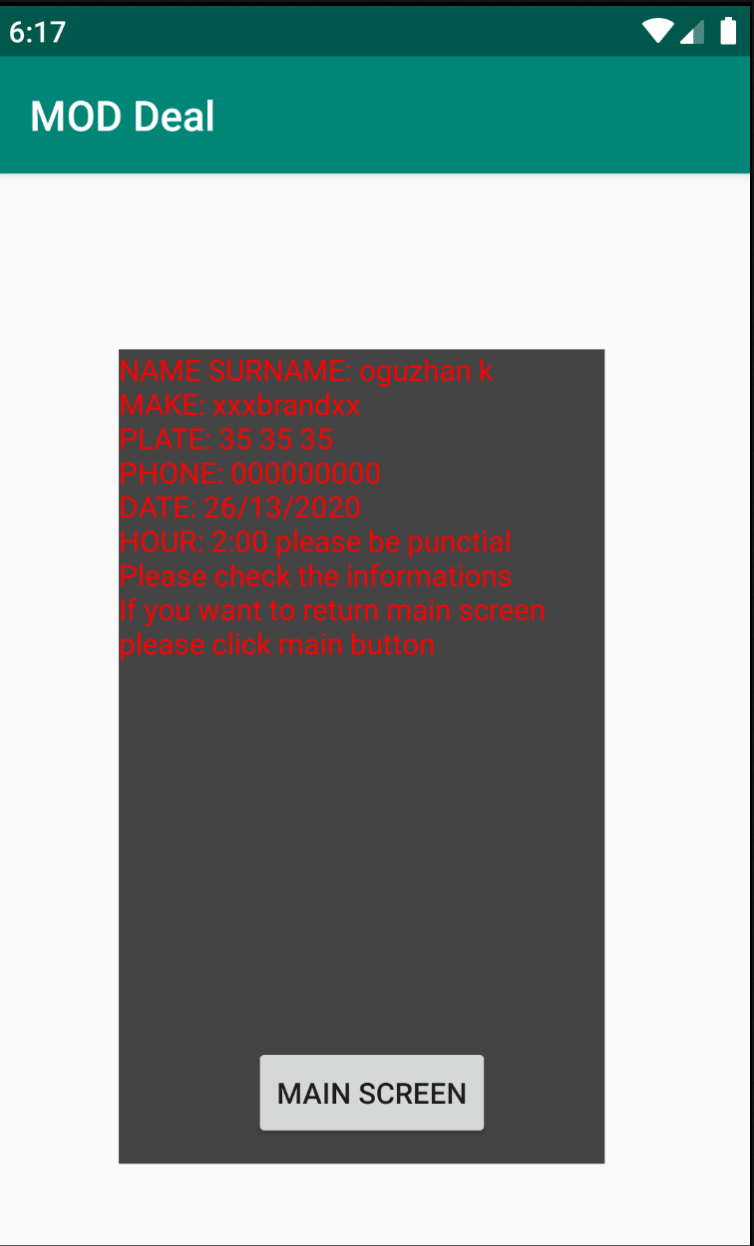 6:17
MOD Deal
NAME SURNAME: oguzhan k
MAKE: xxxbrandxx
PLATE: 35 35 35
PHONE: 000000000
DATE: 26/13/2020
HOUR: 2:00 please be punctial
Please check the informations
If you want to return main screen
please click main button
MAIN SCREEN